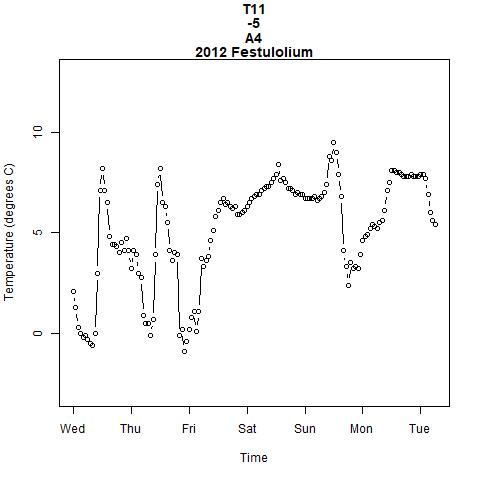 T11
-5
A4
2012 Festulolium
Temperature (degrees C)
10
5
0
Wed Thu Fri Sat Sun Mon Tue
Time